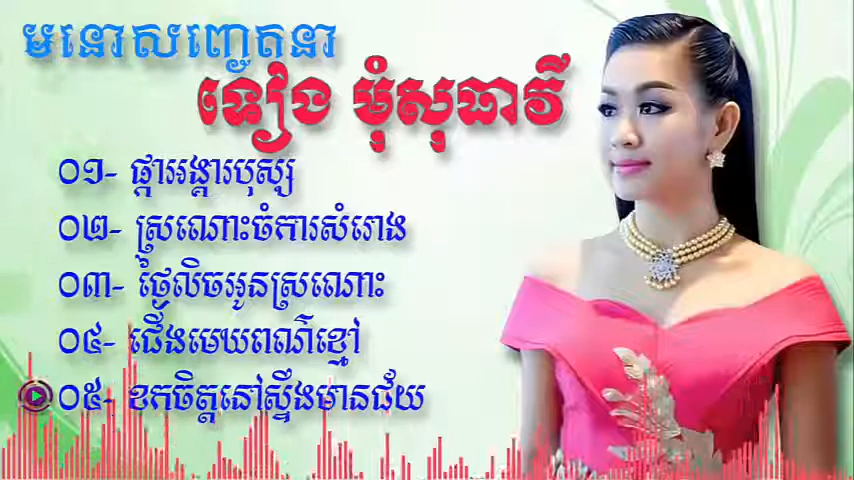 មនោសញ្ចេតនា
ទៀង មុំសុធាវី
០១- ផ្កាអង្គារបុស្ស
០២- ស្រណោះចំការសំរោង
០៣- ថ្ងៃលិចអូនស្រណោះ
០៤- ជើងមេឃពណ៌ខ្មៅ
០៥- ខកចិត្តនៅស្ទឹងមានជ័យ